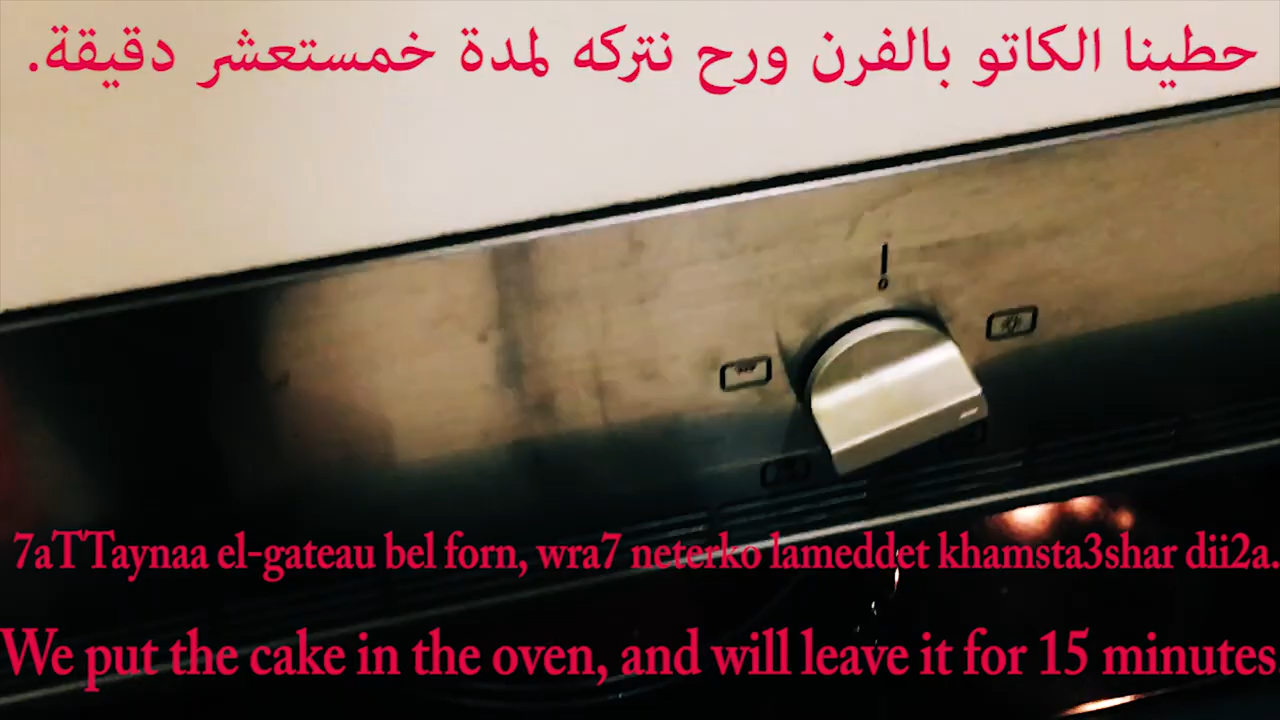 حطينا الكاتو بالفرن ورح نتركه لمدة خمستعشر دقيقة.
7aTTaynaa el-gateau bel forn, wra7 neterko lameddet khamsta3shar dii2a.
We put the cake in the oven, and will leave it for 15 minutes